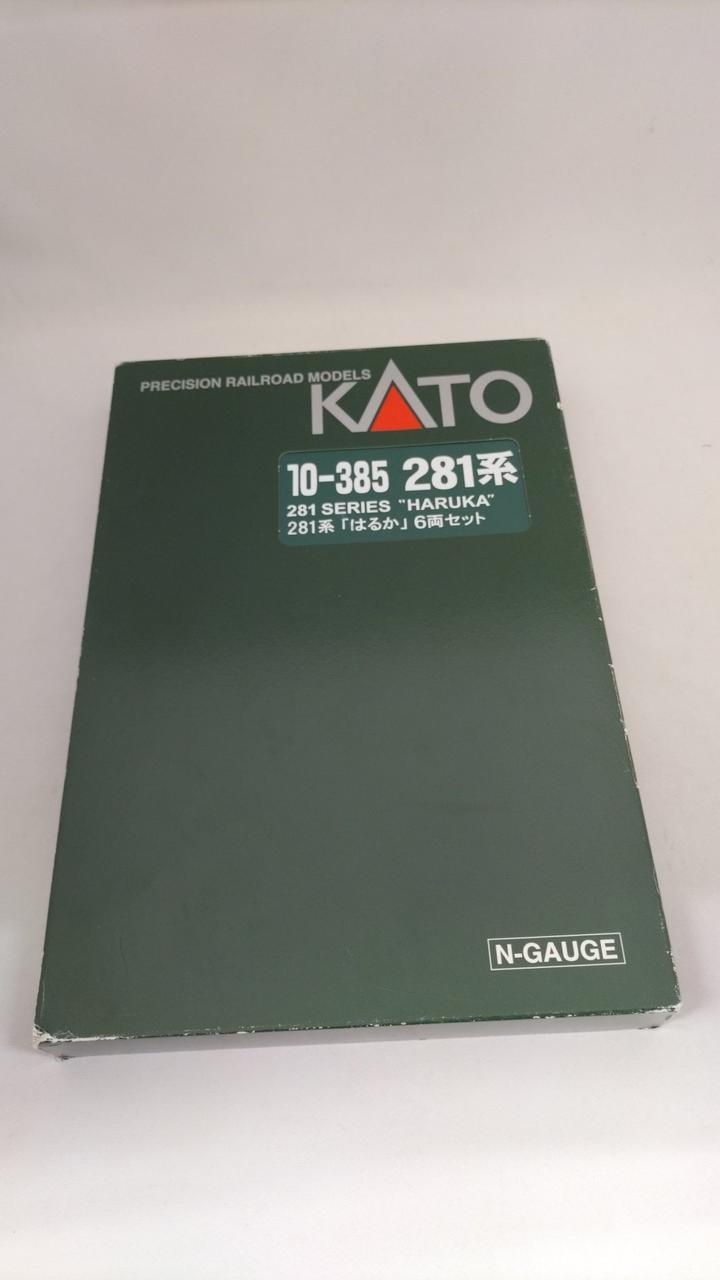 PRECISION RAILROAD MODELS
KATO
10-385 281系
281 SERIES "HARUKA"
281系「はるか」6両セット
N-GAUGE